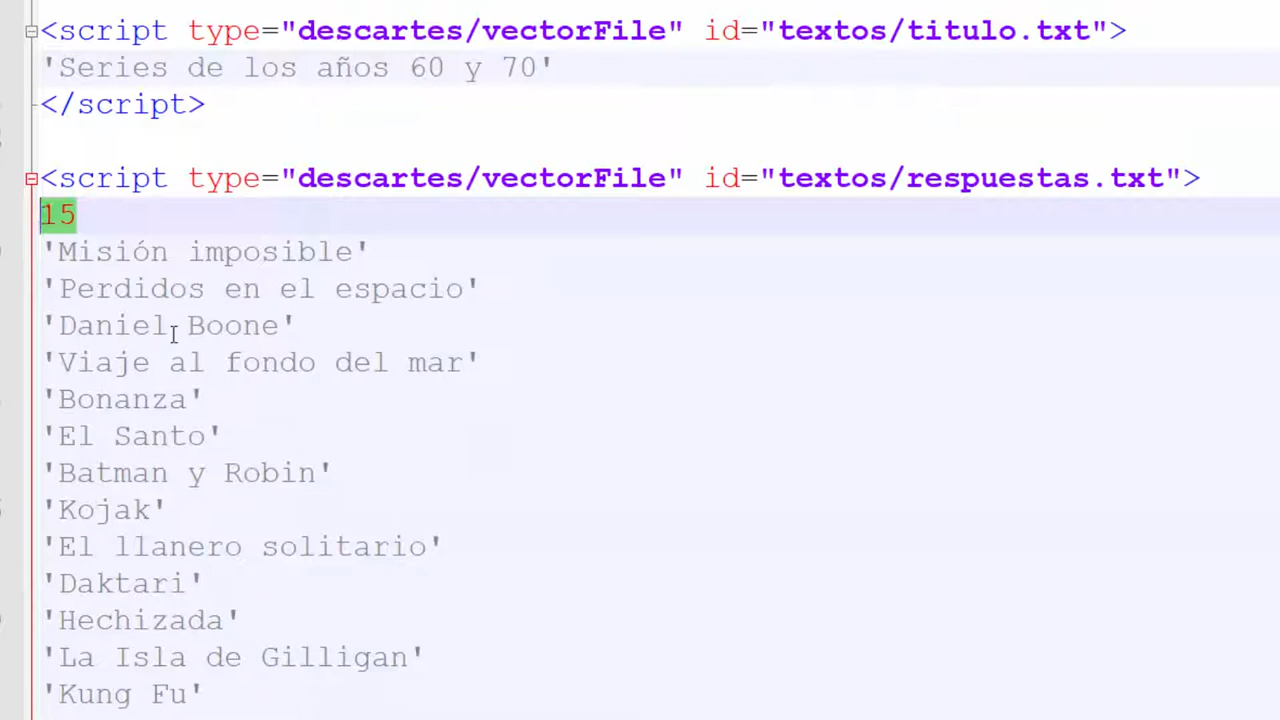 <script type="descartes/vectorFile" id="textos/titulo.txt">
'Series de los años 60 y 70'
</script>
<script type="descartes/vectorFile" id="textos/respuestas.txt">
15
'Misión imposible'
'Perdidos en el espacio'
'Daniel Boone'
'Viaje al fondo del mar'
'Bonanza'
'El Santo'
'Batman y Robin'
'Kojak'
'El llanero solitario'
'Daktari'
'Hechizada'
'La Isla de Gilligan'
'Kung Fu'